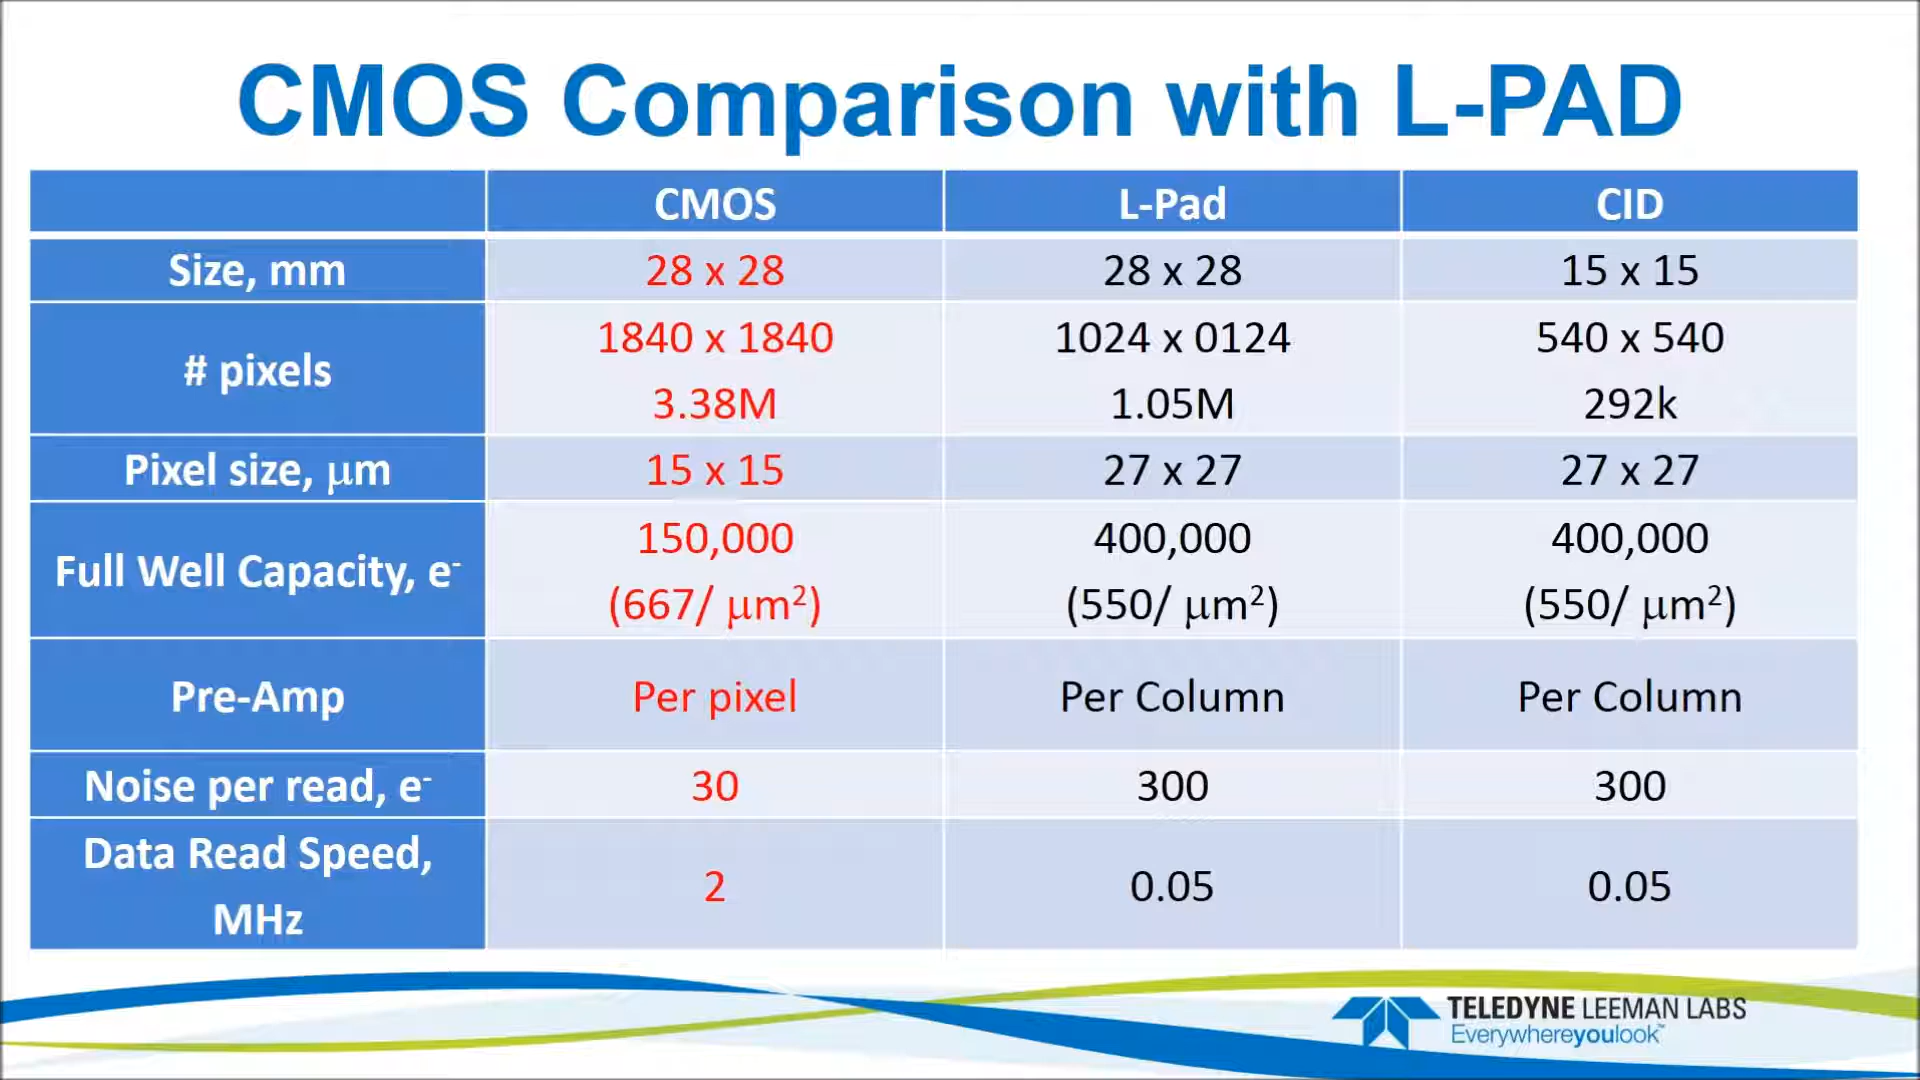 CMOS Comparison with L-PAD
CMOS L-Pad CID
Size, mm 28 x 28 28 x 28 15 x 15
# pixels 1840 x 1840 1024 x 0124 540 x 540
3.38M 1.05M 292k
Pixel size, μm 15 x 15 27 x 27 27 x 27
Full Well Capacity, e⁻ 150,000 400,000 400,000
(667/ μm²) (550/ μm²) (550/ μm²)
Pre-Amp Per pixel Per Column Per Column
Noise per read, e⁻ 30 300 300
Data Read Speed,
MHz 2 0.05 0.05
TELEDYNE LEEMAN LABS
Everywhereyoulook™